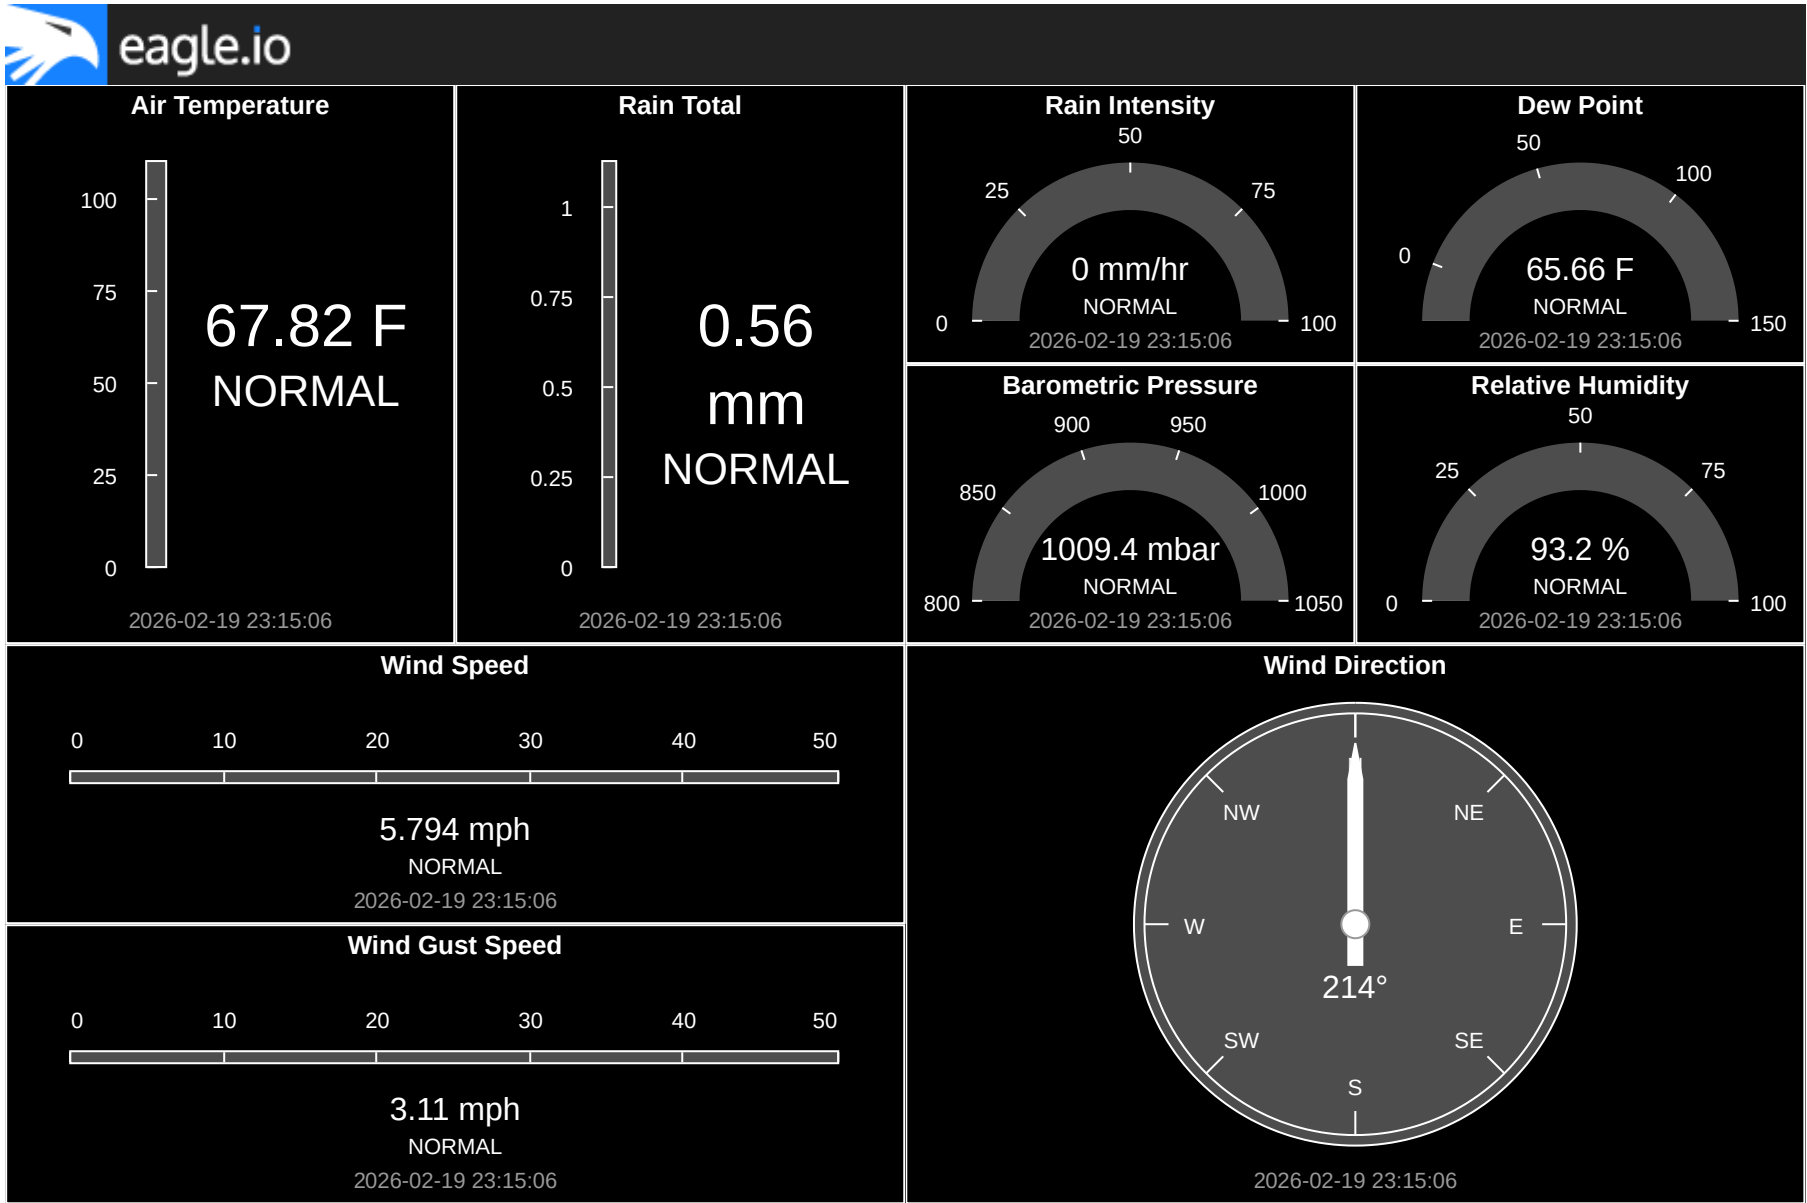 eagle.io
Air Temperature
100
75
50
25
0
67.82 F
NORMAL
2026-02-19 23:15:06
Rain Total
1
0.75
0.5
0.25
0
0.56
mm
NORMAL
2026-02-19 23:15:06
Rain Intensity
50
25
75
0
100
0 mm/hr
NORMAL
2026-02-19 23:15:06
Dew Point
50
100
0
150
65.66 F
NORMAL
2026-02-19 23:15:06
Barometric Pressure
900
950
850
1000
800
1050
1009.4 mbar
NORMAL
2026-02-19 23:15:06
Relative Humidity
50
25
75
0
100
93.2 %
NORMAL
2026-02-19 23:15:06
Wind Speed
0 10 20 30 40 50
5.794 mph
NORMAL
2026-02-19 23:15:06
Wind Gust Speed
0 10 20 30 40 50
3.11 mph
NORMAL
2026-02-19 23:15:06
Wind Direction
NW
NE
W
E
214°
SW
SE
S
2026-02-19 23:15:06